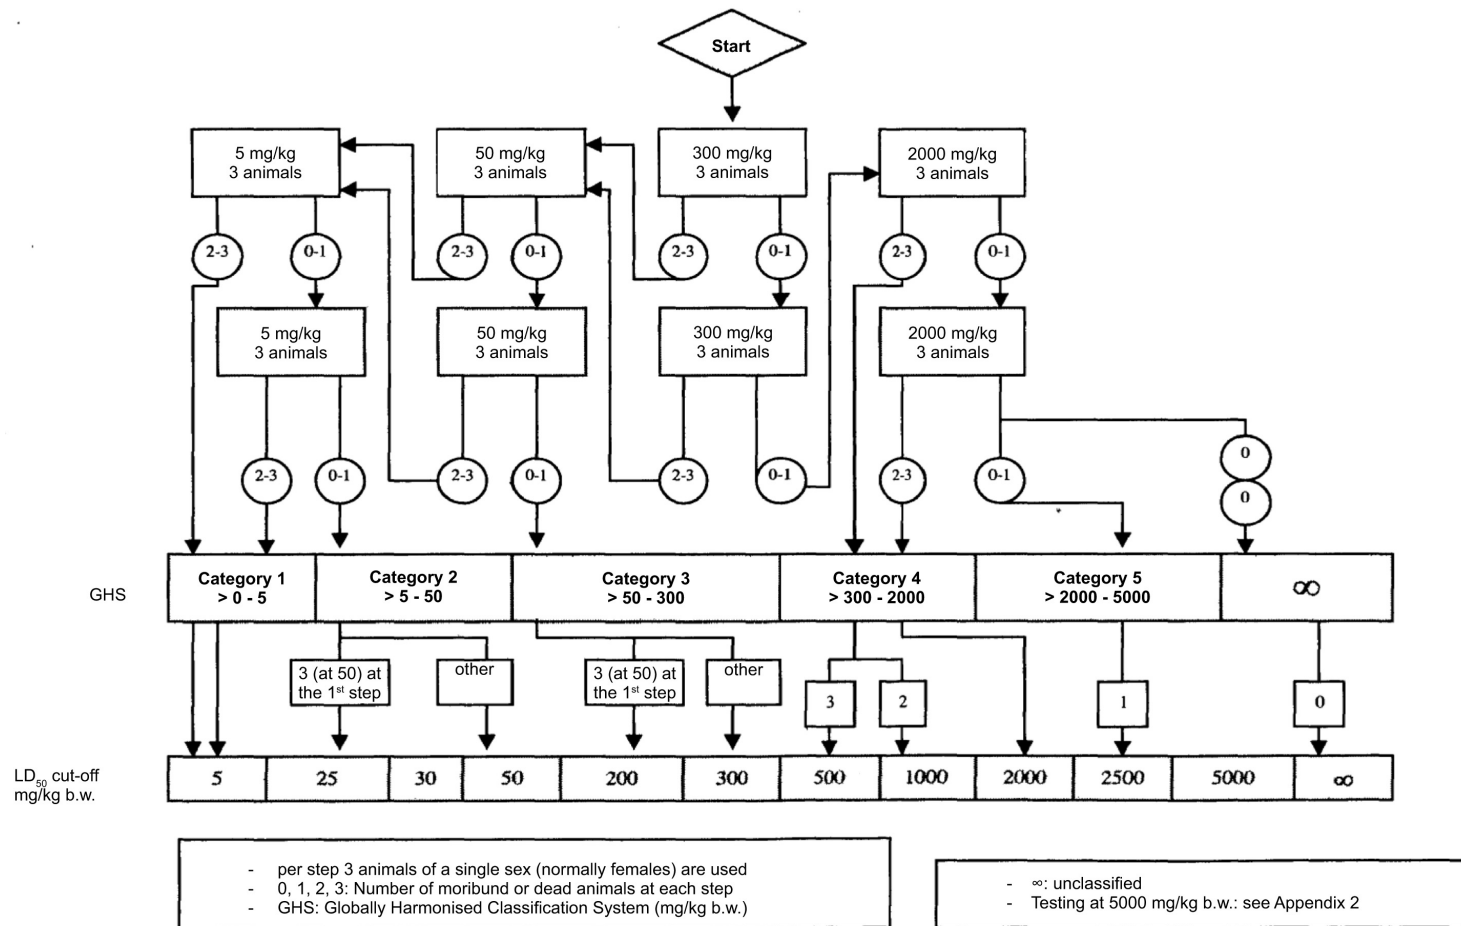 Start
5 mg/kg
3 animals
50 mg/kg
3 animals
300 mg/kg
3 animals
2000 mg/kg
3 animals
2-3
0-1
2-3
0-1
2-3
0-1
2-3
0-1
5 mg/kg
3 animals
50 mg/kg
3 animals
300 mg/kg
3 animals
2000 mg/kg
3 animals
2-3
0-1
2-3
0-1
2-3
0-1
2-3
0-1
0
0
GHS
Category 1
> 0 - 5
Category 2
> 5 - 50
Category 3
> 50 - 300
Category 4
> 300 - 2000
Category 5
> 2000 - 5000
∞
3 (at 50) at
the 1st step
other
3 (at 50) at
the 1st step
other
3
2
1
0
LD50 cut-off
mg/kg b.w.
5
25
30
50
200
300
500
1000
2000
2500
5000
∞
- per step 3 animals of a single sex (normally females) are used
- 0, 1, 2, 3: Number of moribund or dead animals at each step
- GHS: Globally Harmonised Classification System (mg/kg b.w.)
- ∞: unclassified
- Testing at 5000 mg/kg b.w.: see Appendix 2